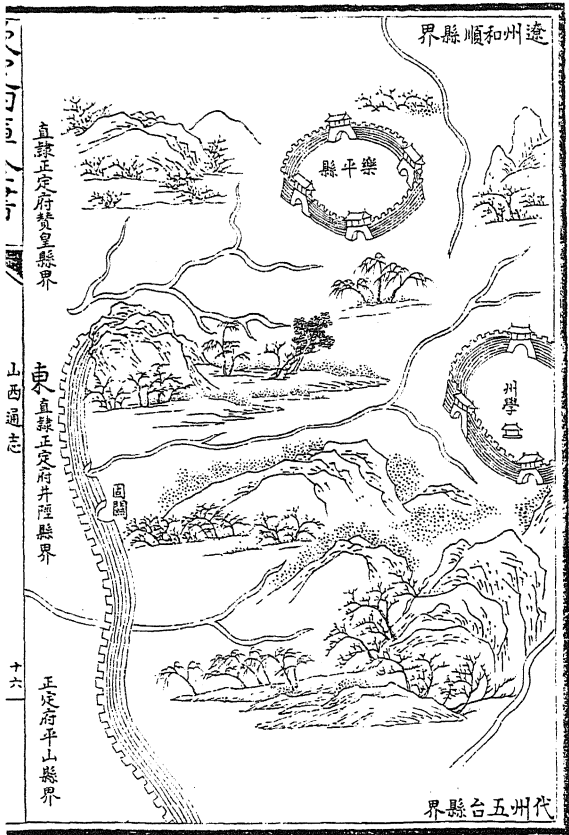 遼州和順縣界
樂平縣
州學
固關
直隸正定府贊皇縣界
東
直隸正定府井陘縣界
正定府平山縣界
代州五台縣界
山西通志
十六